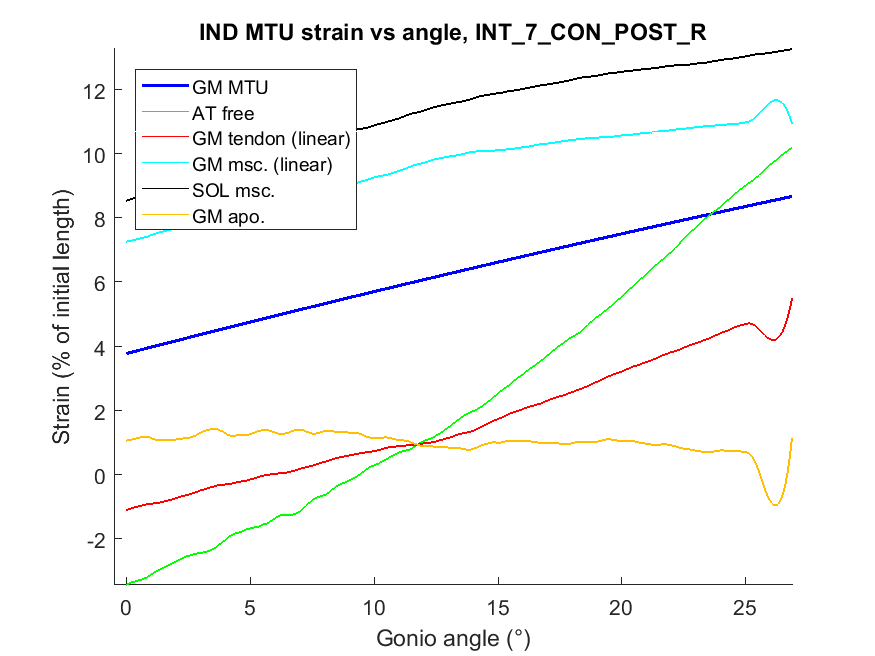 IND MTU strain vs angle, INT_7_CON_POST_R
GM MTU
AT free
GM tendon (linear)
GM msc. (linear)
SOL msc.
GM apo.
Strain (% of initial length)
12
10
8
6
4
2
0
-2
0 5 10 15 20 25
Gonio angle (°)